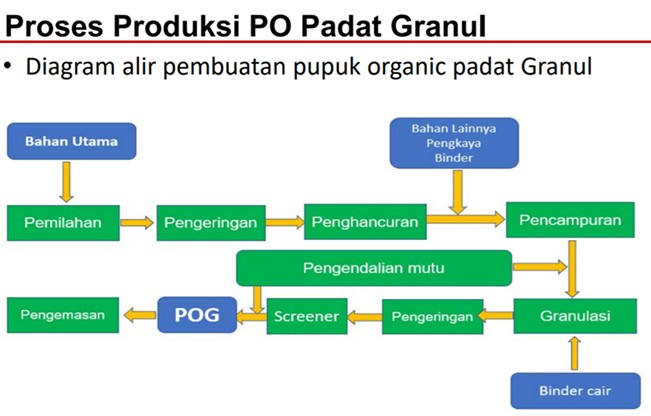 Proses Produksi PO Padat Granul
• Diagram alir pembuatan pupuk organic padat Granul
Bahan Utama
Bahan Lainnya
Pengkaya
Binder
Pemilahan
Pengeringan
Penghancuran
Pencampuran
Pengendalian mutu
Pengemasan
POG
Screener
Pengeringan
Granulasi
Binder cair